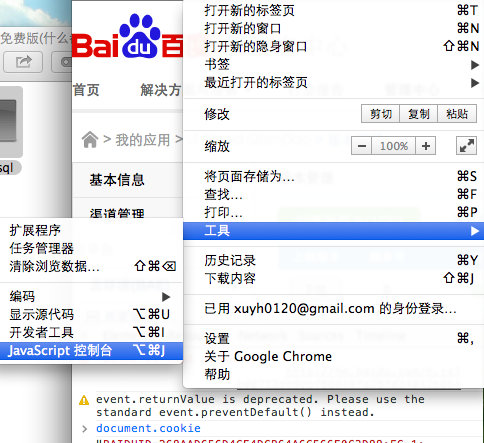 免费版(什么
sql
Bai du 百
首页 解决方
> 我的应用 >
基本信息
渠道管理
打开新的标签页 ⌘T
打开新的窗口 ⌘N
打开新的隐身窗口 ⇧⌘N
书签 ▶
最近打开的标签页 ▶
修改 剪切 复制 粘贴
缩放 − 100% +
将页面存储为... ⌘S
查找... ⌘F
打印... ⌘P
工具 ▶
历史记录 ⌘Y
下载内容 ⇧⌘J
已用 xuyh0120@gmail.com 的身份登录...
设置 ⌘,
关于 Google Chrome
帮助
扩展程序
任务管理器
清除浏览数据... ⇧⌘⌫
编码 ▶
显示源代码 ⌥⌘U
开发者工具 ⌥⌘I
JavaScript 控制台 ⌥⌘J
event.returnValue is deprecated. Please use the
standard event.preventDefault() instead.
> document.cookie